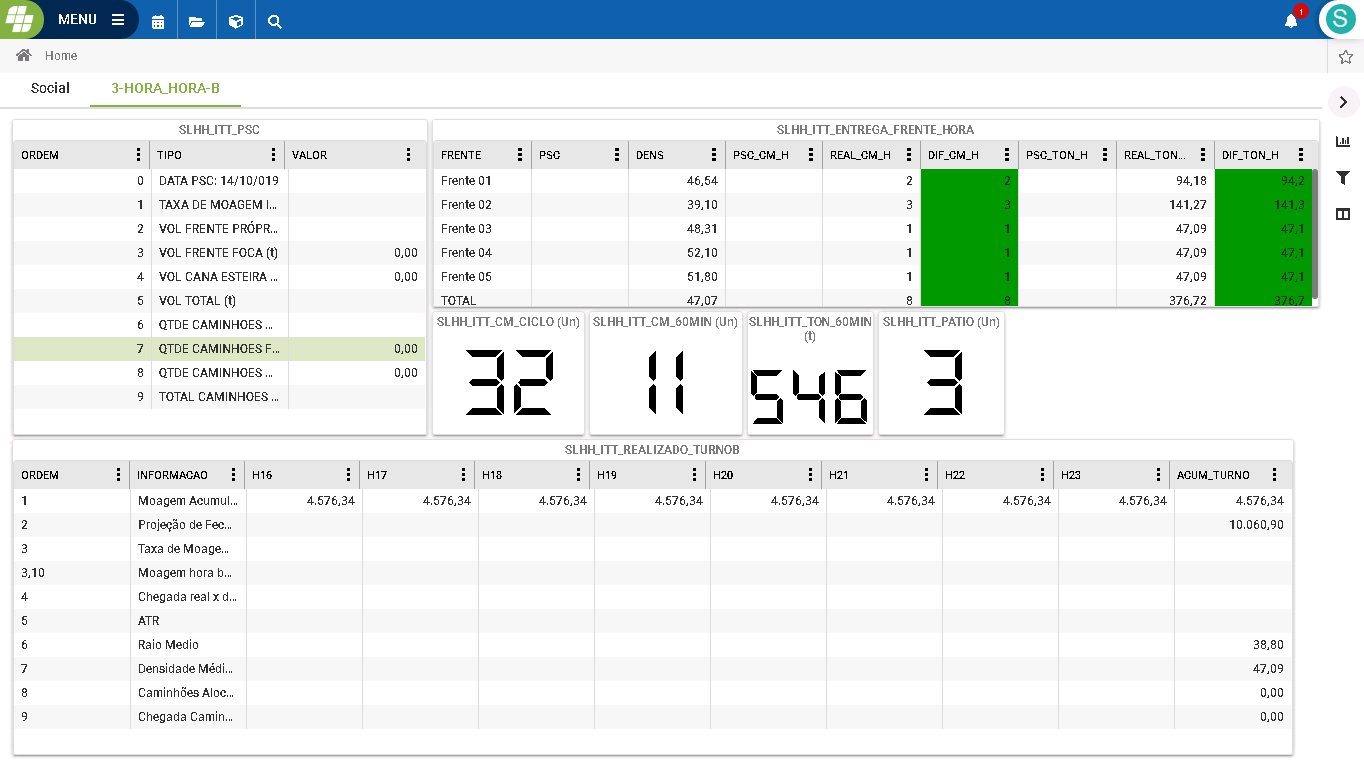 MENU
1
S
Home
Social 3-HORA_HORA-B
SLHH_ITT_PSC
ORDEM TIPO VALOR
0 DATA PSC: 14/10/019
1 TAXA DE MOAGEM I...
2 VOL FRENTE PRÓPR...
3 VOL FRENTE FOCA (t) 0,00
4 VOL CANA ESTEIRA ... 0,00
5 VOL TOTAL (t)
6 QTDE CAMINHOES ...
7 QTDE CAMINHOES F... 0,00
8 QTDE CAMINHOES ... 0,00
9 TOTAL CAMINHOES ...
SLHH_ITT_ENTREGA_FRENTE_HORA
FRENTE PSC DENS PSC_CM_H REAL_CM_H DIF_CM_H PSC_TON_H REAL_TON... DIF_TON_H
Frente 01 46,54 2 2 94,18 94,2
Frente 02 39,10 3 3 141,27 141,3
Frente 03 48,31 1 1 47,09 47,1
Frente 04 52,10 1 1 47,09 47,1
Frente 05 51,80 1 1 47,09 47,1
TOTAL 47,07 8 8 376,72 376,7
SLHH_ITT_CM_CICLO (Un)
32
SLHH_ITT_CM_60MIN (Un)
11
SLHH_ITT_TON_60MIN
(t)
546
SLHH_ITT_PATIO (Un)
3
SLHH_ITT_REALIZADO_TURNOB
ORDEM INFORMACAO H16 H17 H18 H19 H20 H21 H22 H23 ACUM_TURNO
1 Moagem Acumul... 4.576,34 4.576,34 4.576,34 4.576,34 4.576,34 4.576,34 4.576,34 4.576,34 4.576,34
2 Projeção de Fec... 10.060,90
3 Taxa de Moage...
3,10 Moagem hora b...
4 Chegada real x d...
5 ATR
6 Raio Medio 38,80
7 Densidade Médi... 47,09
8 Caminhões Aloc... 0,00
9 Chegada Camin... 0,00